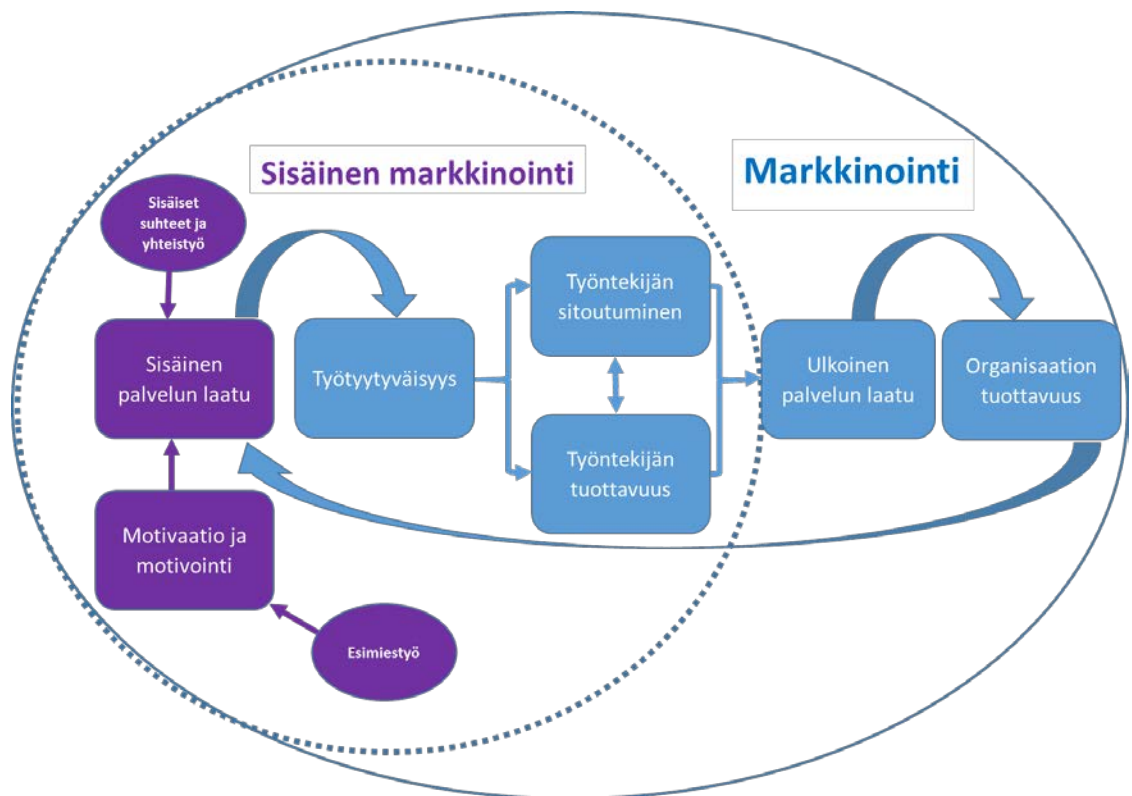 Sisäinen markkinointi
Markkinointi
Sisäiset
suhteet ja
yhteistyö
Sisäinen
palvelun laatu
Työtyytyväisyys
Työntekijän
sitoutuminen
Työntekijän
tuottavuus
Ulkoinen
palvelun laatu
Organisaation
tuottavuus
Motivaatio ja
motivointi
Esimiestyö